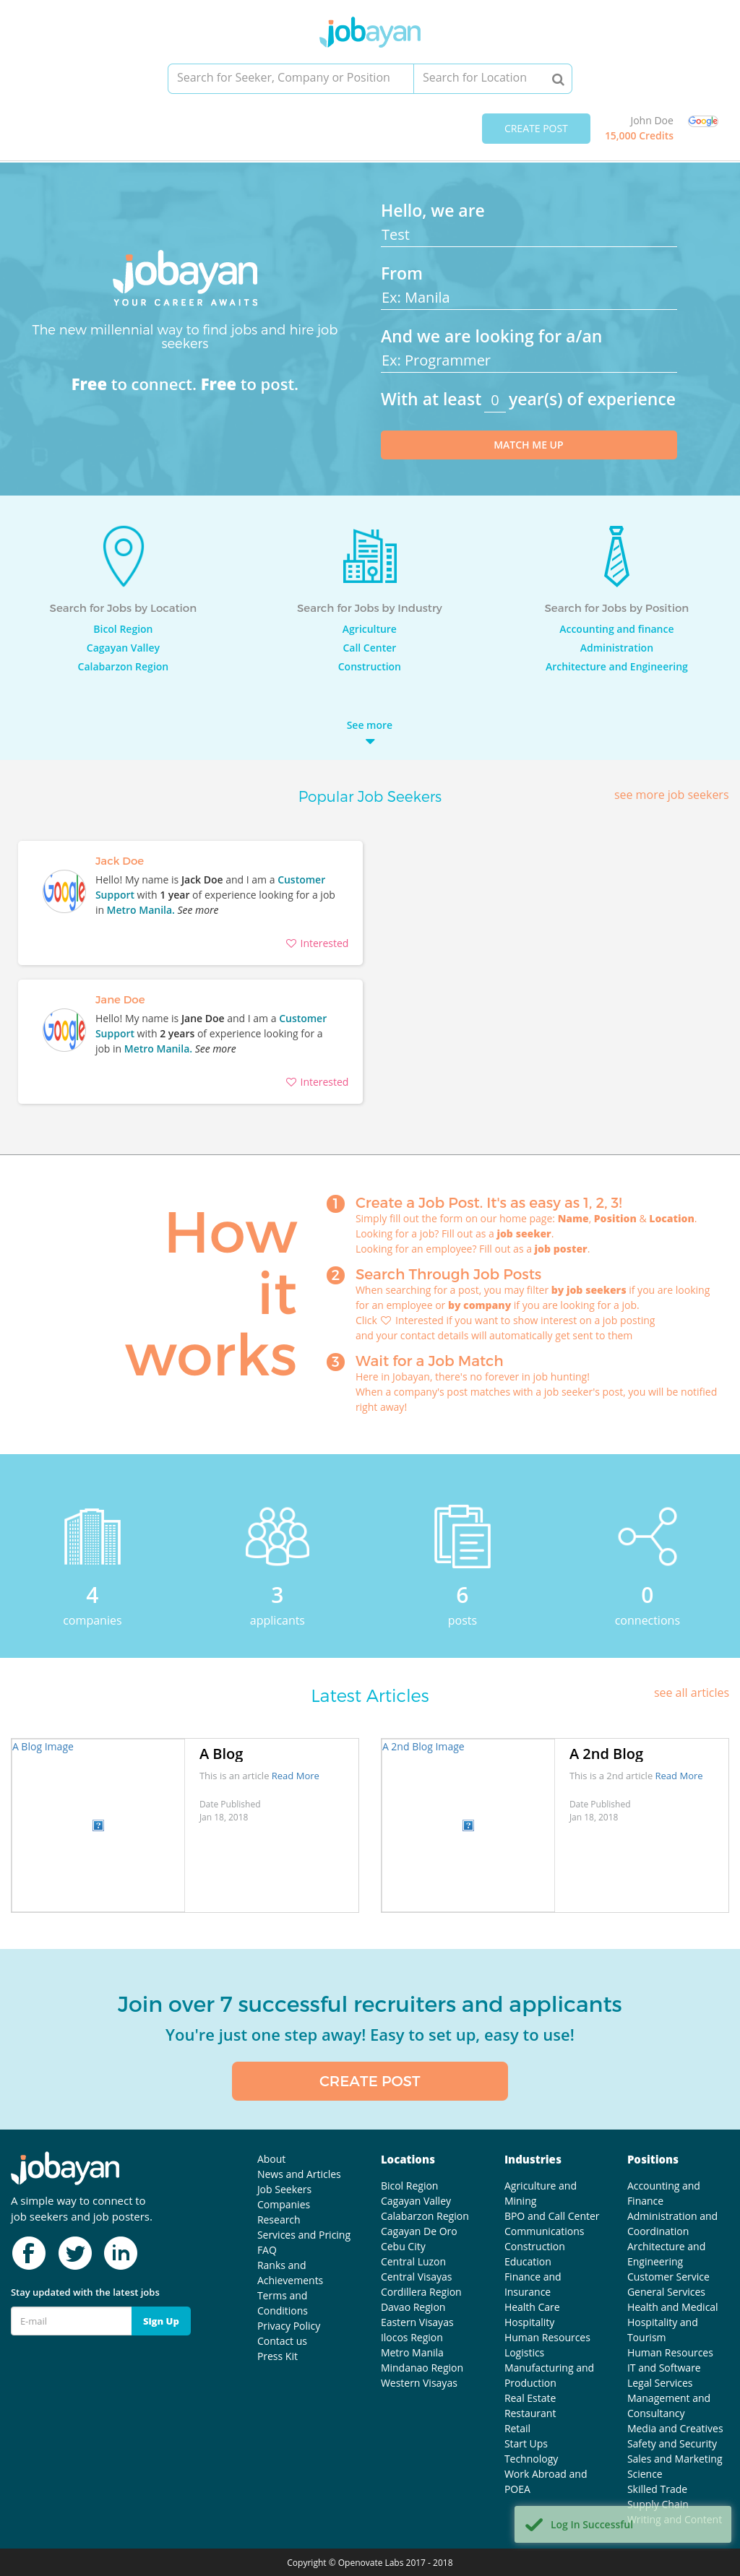 jobayan
Search for Seeker, Company or Position
Search for Location
CREATE POST
John Doe
15,000 Credits
Google
Hello, we are
Test
From
Ex: Manila
And we are looking for a/an
Ex: Programmer
With at least 0 year(s) of experience
MATCH ME UP
jobayan
YOUR CAREER AWAITS
The new millennial way to find jobs and hire job
seekers
Free to connect. Free to post.
Search for Jobs by Location
Bicol Region
Cagayan Valley
Calabarzon Region
Search for Jobs by Industry
Agriculture
Call Center
Construction
Search for Jobs by Position
Accounting and finance
Administration
Architecture and Engineering
See more
Popular Job Seekers
see more job seekers
Jack Doe
Google
Hello! My name is Jack Doe and I am a Customer
Support with 1 year of experience looking for a job
in Metro Manila. See more
Interested
Jane Doe
Google
Hello! My name is Jane Doe and I am a Customer
Support with 2 years of experience looking for a
job in Metro Manila. See more
Interested
How
it
works
1 Create a Job Post. It's as easy as 1, 2, 3!
Simply fill out the form on our home page: Name, Position & Location.
Looking for a job? Fill out as a job seeker.
Looking for an employee? Fill out as a job poster.
2 Search Through Job Posts
When searching for a post, you may filter by job seekers if you are looking
for an employee or by company if you are looking for a job.
Click Interested if you want to show interest on a job posting
and your contact details will automatically get sent to them
3 Wait for a Job Match
Here in Jobayan, there's no forever in job hunting!
When a company's post matches with a job seeker's post, you will be notified
right away!
4
companies
3
applicants
6
posts
0
connections
Latest Articles
see all articles
A Blog Image
A Blog
This is an article Read More
Date Published
Jan 18, 2018
A 2nd Blog Image
A 2nd Blog
This is a 2nd article Read More
Date Published
Jan 18, 2018
Join over 7 successful recruiters and applicants
You're just one step away! Easy to set up, easy to use!
CREATE POST
jobayan
A simple way to connect to
job seekers and job posters.
Stay updated with the latest jobs
E-mail
Sign Up
About
News and Articles
Job Seekers
Companies
Research
Services and Pricing
FAQ
Ranks and
Achievements
Terms and
Conditions
Privacy Policy
Contact us
Press Kit
Locations
Bicol Region
Cagayan Valley
Calabarzon Region
Cagayan De Oro
Cebu City
Central Luzon
Central Visayas
Cordillera Region
Davao Region
Eastern Visayas
Ilocos Region
Metro Manila
Mindanao Region
Western Visayas
Industries
Agriculture and
Mining
BPO and Call Center
Communications
Construction
Education
Finance and
Insurance
Health Care
Hospitality
Human Resources
Logistics
Manufacturing and
Production
Real Estate
Restaurant
Retail
Start Ups
Technology
Work Abroad and
POEA
Positions
Accounting and
Finance
Administration and
Coordination
Architecture and
Engineering
Customer Service
General Services
Health and Medical
Hospitality and
Tourism
Human Resources
IT and Software
Legal Services
Management and
Consultancy
Media and Creatives
Safety and Security
Sales and Marketing
Science
Skilled Trade
Supply Chain
Writing and Content
Log In Successful
Copyright © Openovate Labs 2017 - 2018